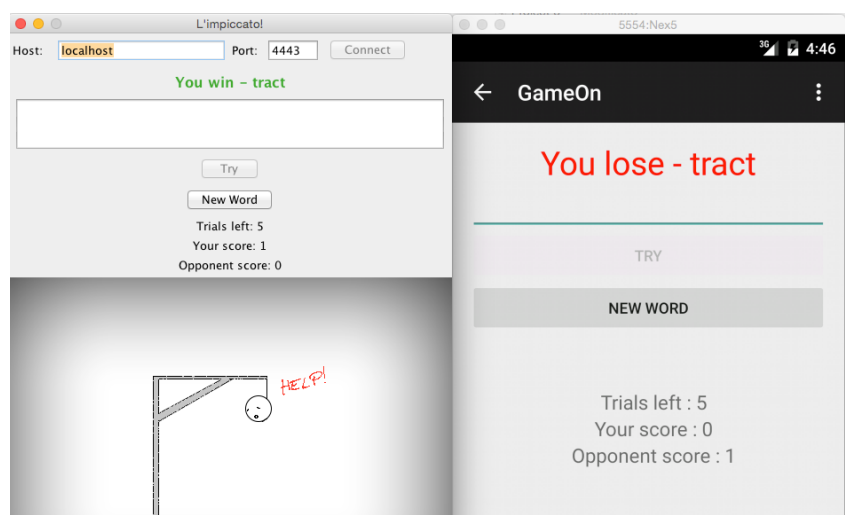 L'impiccato!
Host: localhost Port: 4443 Connect
You win – tract
Try
New Word
Trials left: 5
Your score: 1
Opponent score: 0
HELP!
5554:Nex5
3G 4:46
GameOn
You lose - tract
TRY
NEW WORD
Trials left : 5
Your score : 0
Opponent score : 1